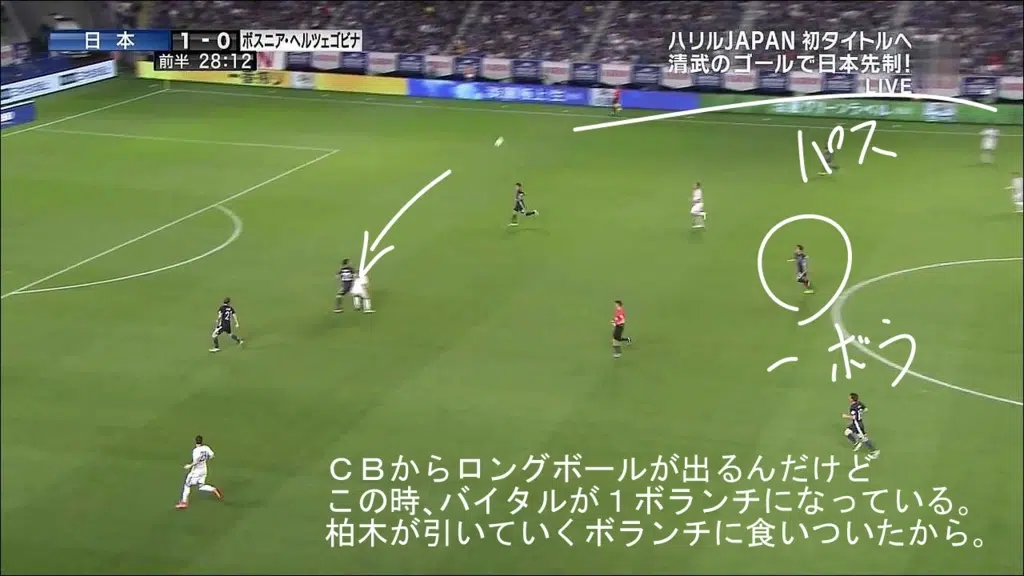 日本 1-0 ボスニア・ヘルツェゴビナ
前半 28:12
ハリルJAPAN 初タイトルへ
清武のゴールで日本先制!
LIVE
パス
ーボラ
CBからロングボールが出るんだけど
この時、バイタルが1ボランチになっている。
柏木が引いていくボランチに食いついたから。